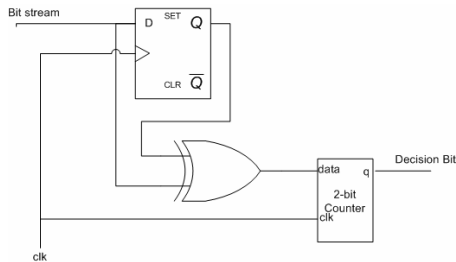 Bit stream
SET
D
Q
CLR
Q
data
q
Decision Bit
2-bit
Counter
clk
clk